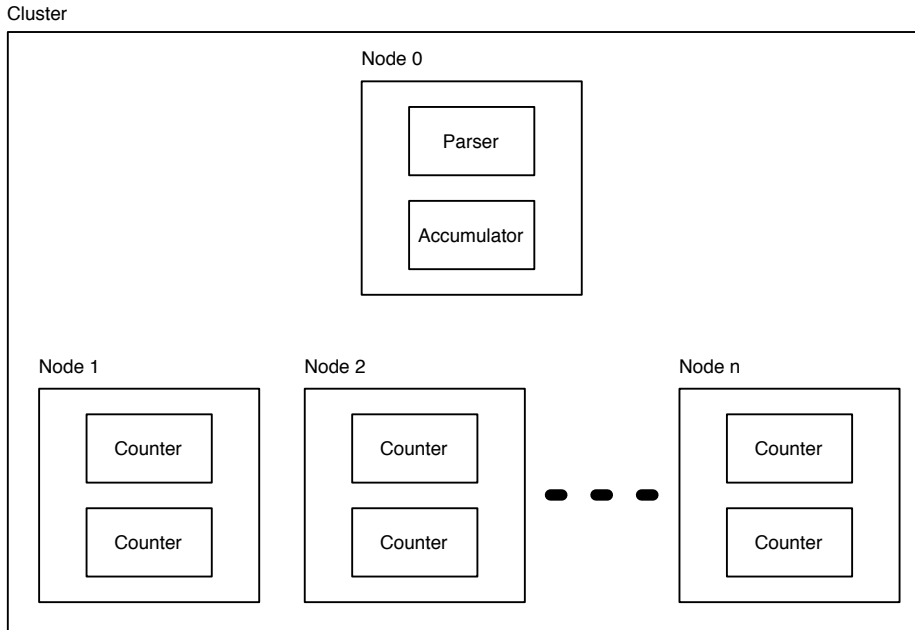 Cluster
Node 0
Parser
Accumulator
Node 1
Node 2
Node n
Counter
Counter
Counter
Counter
Counter
Counter